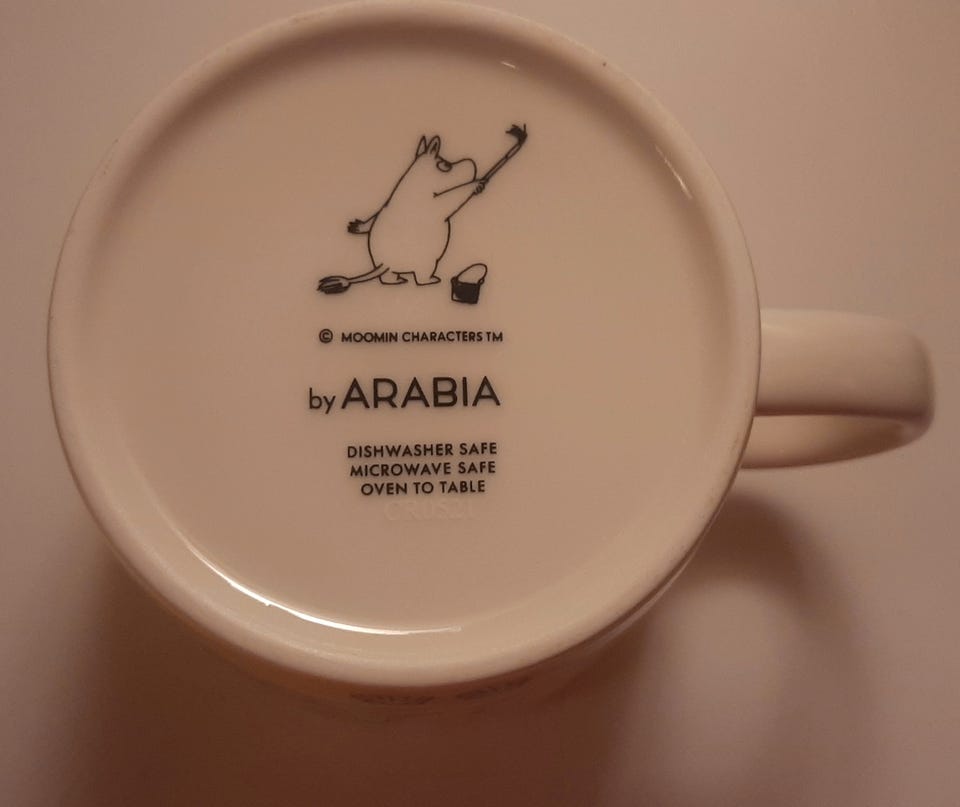 © MOOMIN CHARACTERS TM
by ARABIA
DISHWASHER SAFE
MICROWAVE SAFE
OVEN TO TABLE